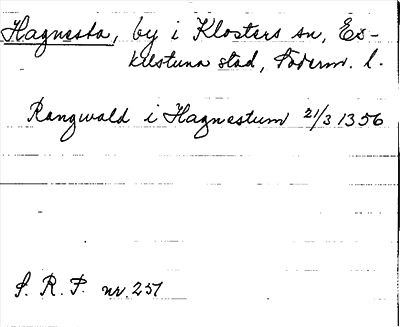 Hagnesta, by i Klosters sn, Es-
kilstuna stad, Söderm. l.
Rangwald i Hagnestum 21/3 1356
S. R. P. nr 257